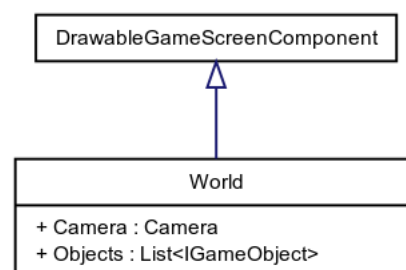 DrawableGameScreenComponent
World
+ Camera : Camera
+ Objects : List<IGameObject>